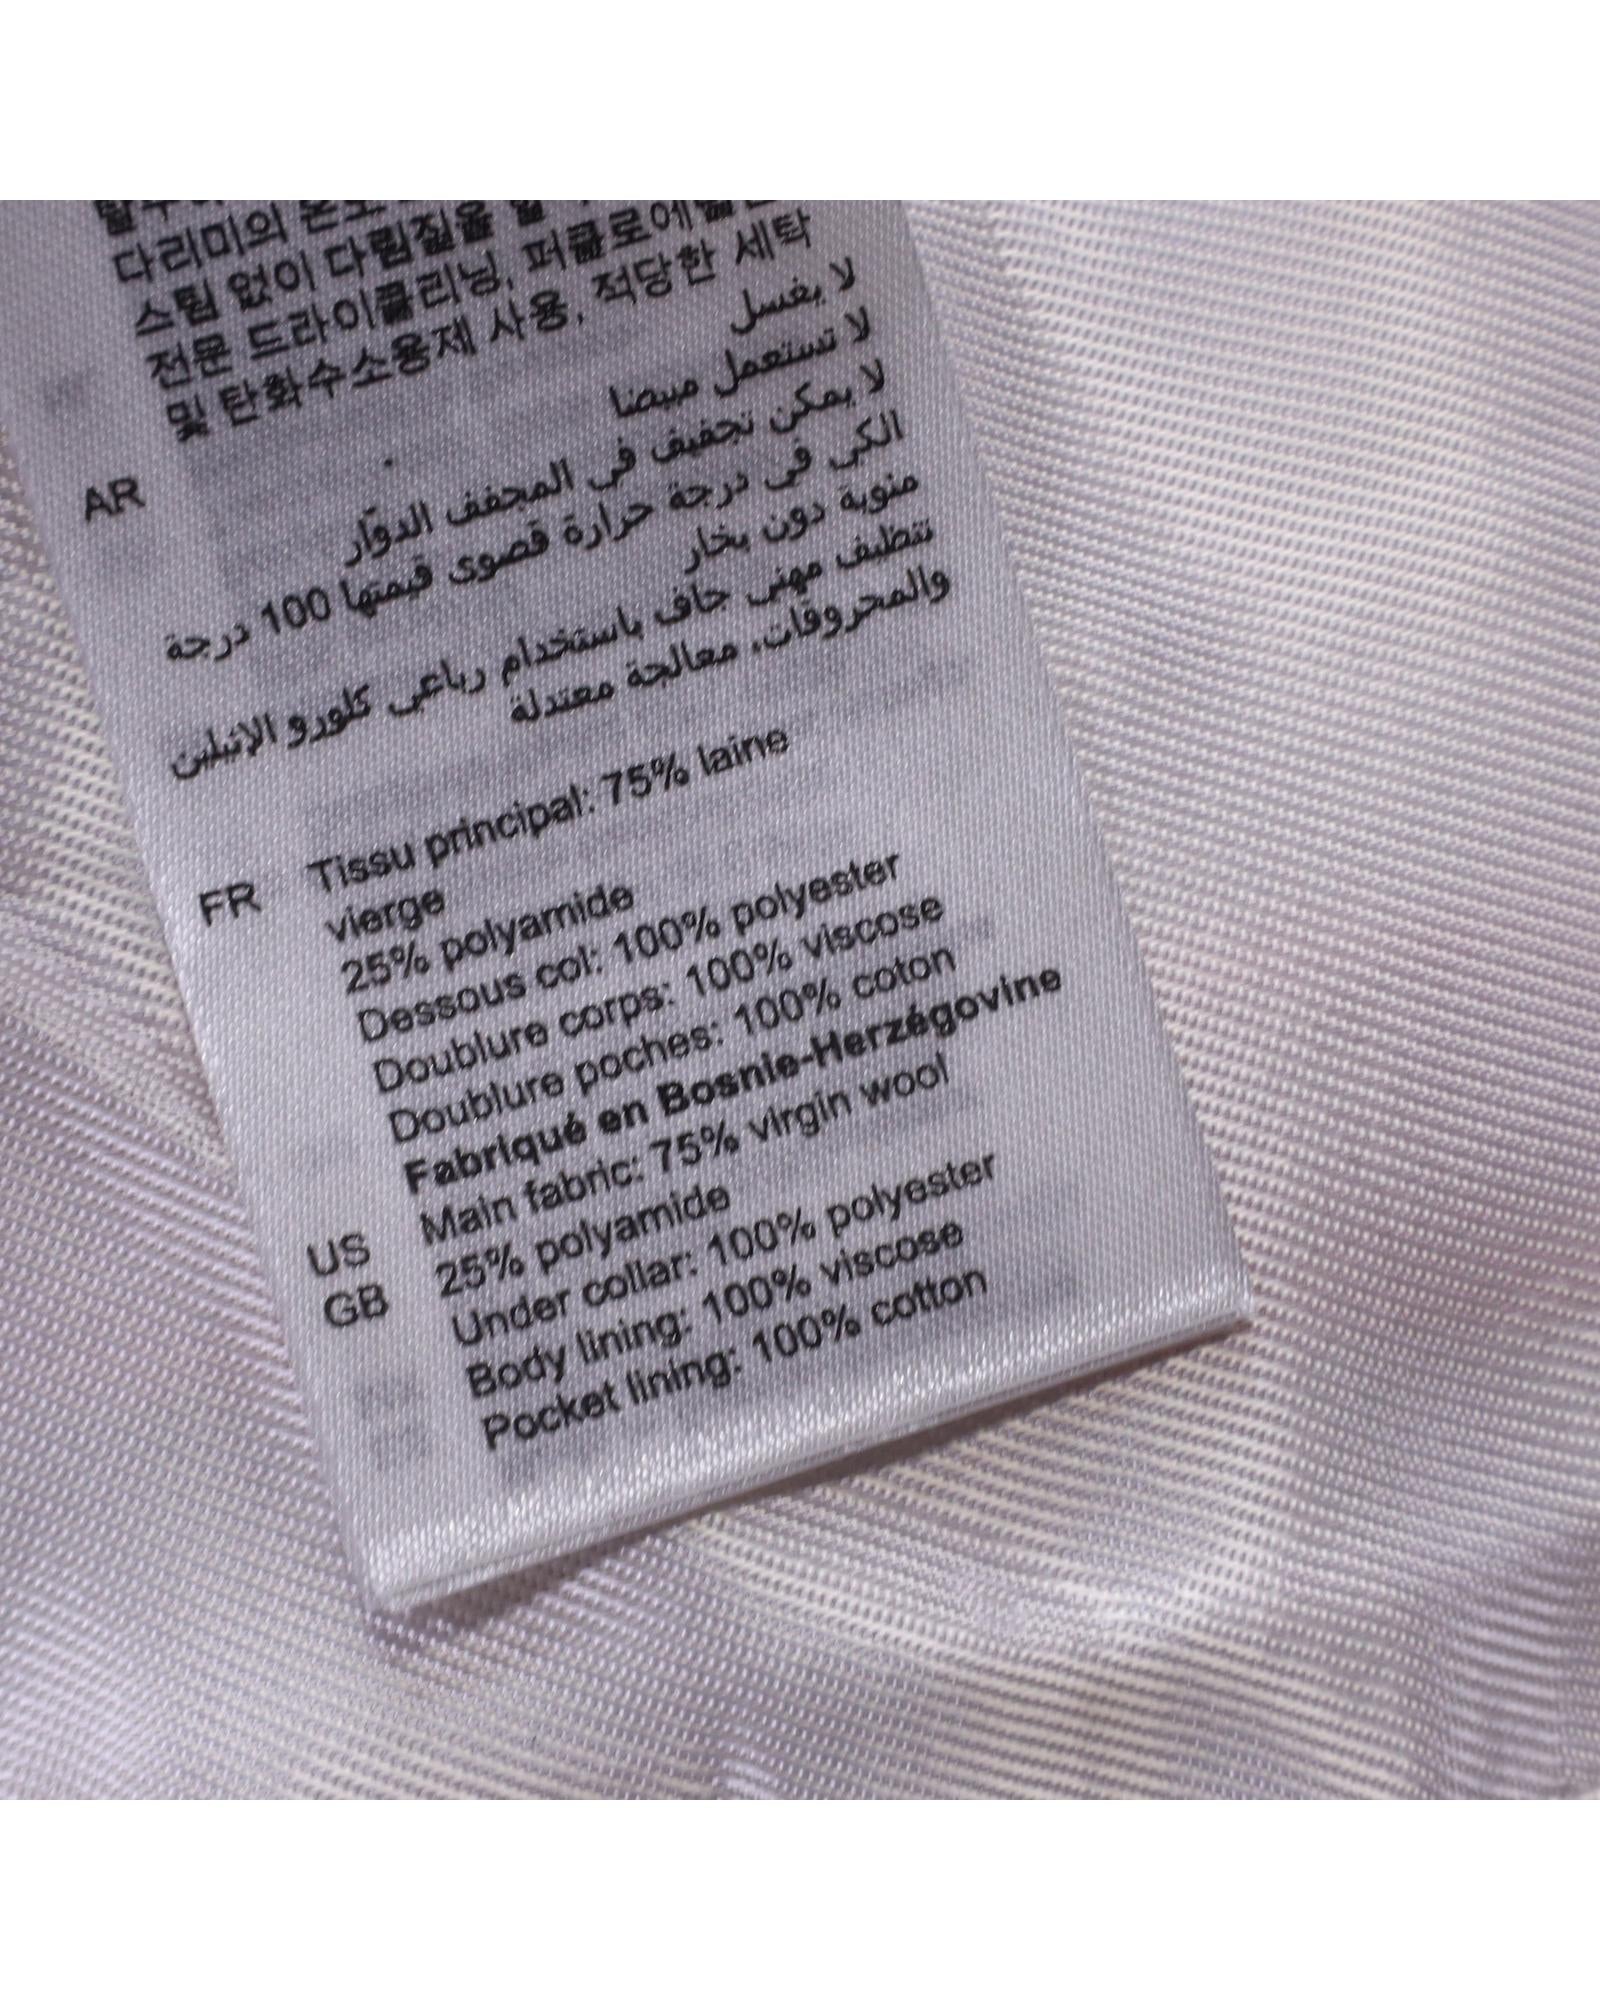 다리미의 온도
스팀 없이 다림질을 할
전문 드라이클리닝, 퍼클로에틸렌
및 탄화수소용제 사용, 적당한 세탁
AR
لا يغسل
لا تستعمل مبيضا
لا يمكن تجفيف في المجفف الدوّار
الكي في درجة حرارة قصوى قيمتها 100 درجة
منوية دون بخار
تنظيف مهني جاف باستخدام رباعي كلورو الاتيلين
والمحروقات، معالجة معتدلة
FR Tissu principal: 75% laine
vierge
25% polyamide
Dessous col: 100% polyester
Doublure corps: 100% viscose
Doublure poches: 100% coton
Fabriqué en Bosnie-Herzégovine
US Main fabric: 75% virgin wool
GB 25% polyamide
Under collar: 100% polyester
Body lining: 100% viscose
Pocket lining: 100% cotton